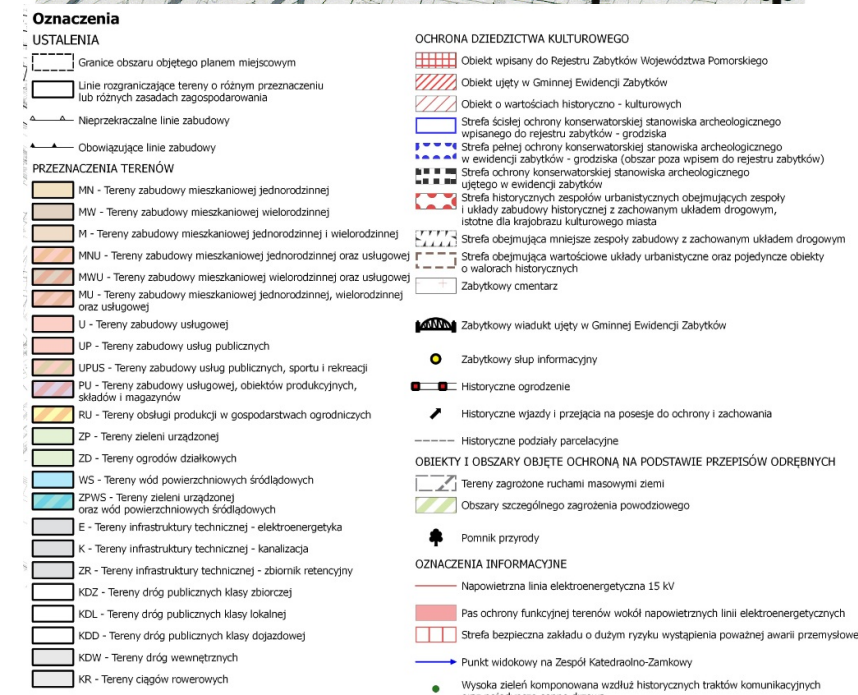 Oznaczenia
USTALENIA
Granice obszaru objętego planem miejscowym
Linie rozgraniczające tereny o różnym przeznaczeniu
lub różnych zasadach zagospodarowania
Nieprzekraczalne linie zabudowy
Obowiązujące linie zabudowy
PRZEZNACZENIA TERENÓW
MN - Tereny zabudowy mieszkaniowej jednorodzinnej
MW - Tereny zabudowy mieszkaniowej wielorodzinnej
M - Tereny zabudowy mieszkaniowej jednorodzinnej i wielorodzinnej
MNU - Tereny zabudowy mieszkaniowej jednorodzinnej oraz usługowej
MWU - Tereny zabudowy mieszkaniowej wielorodzinnej oraz usługowej
MU - Tereny zabudowy mieszkaniowej jednorodzinnej, wielorodzinnej
oraz usługowej
U - Tereny zabudowy usługowej
UP - Tereny zabudowy usług publicznych
UPUS - Tereny zabudowy usług publicznych, sportu i rekreacji
PU - Tereny zabudowy usługowej, obiektów produkcyjnych,
składów i magazynów
RU - Tereny obsługi produkcji w gospodarstwach ogrodniczych
ZP - Tereny zieleni urządzonej
ZD - Tereny ogrodów działkowych
WS - Tereny wód powierzchniowych śródlądowych
ZPWS - Tereny zieleni urządzonej
oraz wód powierzchniowych śródlądowych
E - Tereny infrastruktury technicznej - elektroenergetyka
K - Tereny infrastruktury technicznej - kanalizacja
ZR - Tereny infrastruktury technicznej - zbiornik retencyjny
KDZ - Tereny dróg publicznych klasy zbiorczej
KDL - Tereny dróg publicznych klasy lokalnej
KDD - Tereny dróg publicznych klasy dojazdowej
KDW - Tereny dróg wewnętrznych
KR - Tereny ciągów rowerowych
OCHRONA DZIEDZICTWA KULTUROWEGO
Obiekt wpisany do Rejestru Zabytków Województwa Pomorskiego
Obiekt ujęty w Gminnej Ewidencji Zabytków
Obiekt o wartościach historyczno - kulturowych
Strefa ścisłej ochrony konserwatorskiej stanowiska archeologicznego
wpisanego do rejestru zabytków - grodziska
Strefa pełnej ochrony konserwatorskiej stanowiska archeologicznego
w ewidencji zabytków - grodziska (obszar poza wpisem do rejestru zabytków)
Strefa ochrony konserwatorskiej stanowiska archeologicznego
ujętego w ewidencji zabytków
Strefa historycznych zespołów urbanistycznych obejmujących zespoły
i układy zabudowy historycznej z zachowanym układem drogowym,
istotne dla krajobrazu kulturowego miasta
Strefa obejmująca mniejsze zespoły zabudowy z zachowanym układem drogowym
Strefa obejmująca wartościowe układy urbanistyczne oraz pojedyncze obiekty
o walorach historycznych
Zabytkowy cmentarz
Zabytkowy wiadukt ujęty w Gminnej Ewidencji Zabytków
Zabytkowy słup informacyjny
Historyczne ogrodzenie
Historyczne wjazdy i przejącia na posesje do ochrony i zachowania
Historyczne podziały parcelacyjne
OBIEKTY I OBSZARY OBJĘTE OCHRONĄ NA PODSTAWIE PRZEPISÓW ODRĘBNYCH
Tereny zagrożone ruchami masowymi ziemi
Obszary szczególnego zagrożenia powodziowego
Pomnik przyrody
OZNACZENIA INFORMACYJNE
Napowietrzna linia elektroenergetyczna 15 kV
Pas ochrony funkcyjnej terenów wokół napowietrznych linii elektroenergetycznych
Strefa bezpieczna zakładu o dużym ryzyku wystąpienia poważnej awarii przemysłowe
Punkt widokowy na Zespół Katedraolno-Zamkowy
Wysoka zieleń komponowana wzdłuż historycznych traktów komunikacyjnych